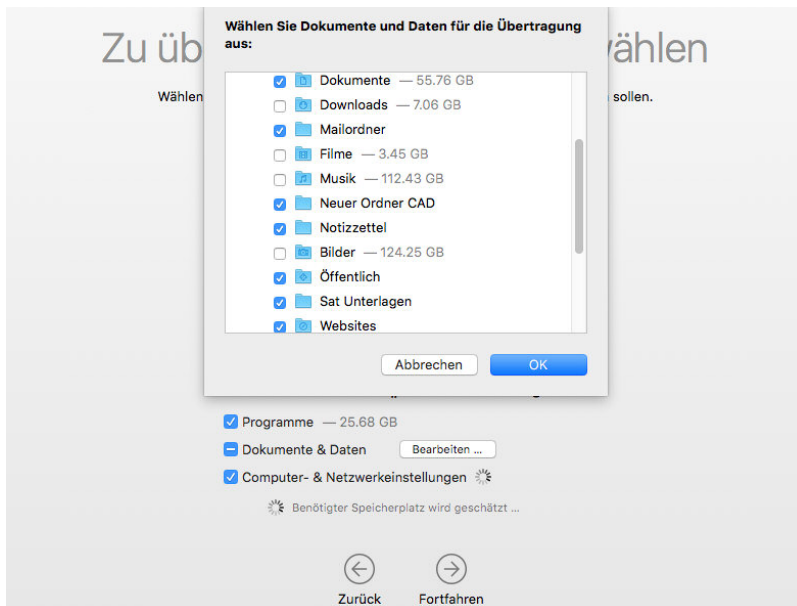 Wählen Sie Dokumente und Daten für die Übertragung
aus:
Zu üb ählen
Wählen sollen.
Dokumente — 55.76 GB
Downloads — 7.06 GB
Mailordner
Filme — 3.45 GB
Musik — 112.43 GB
Neuer Ordner CAD
Notizzettel
Bilder — 124.25 GB
Öffentlich
Sat Unterlagen
Websites
Abbrechen OK
Programme — 25.68 GB
Dokumente & Daten Bearbeiten ...
Computer- & Netzwerkeinstellungen
Benötigter Speicherplatz wird geschätzt ...
Zurück Fortfahren